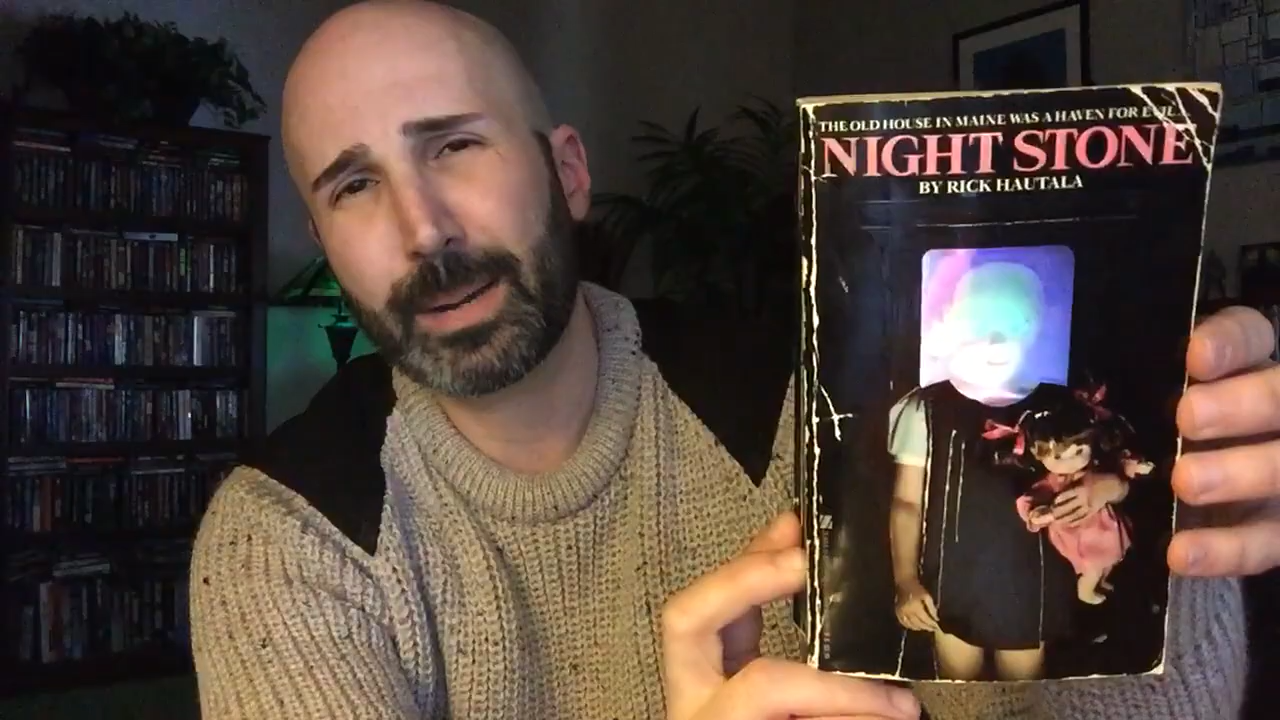 THE OLD HOUSE IN MAINE WAS A HAVEN FOR EVIL...
NIGHT STONE
BY RICK HAUTALA